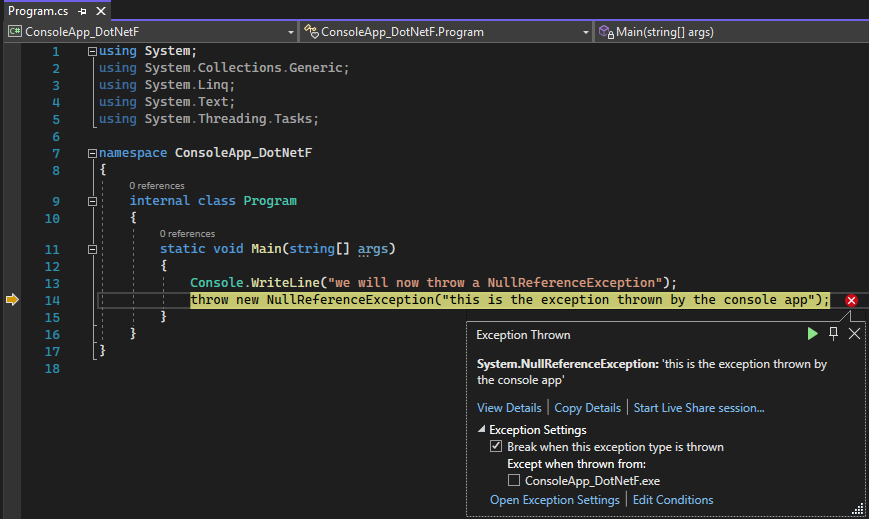 Program.cs
ConsoleApp_DotNetF ConsoleApp_DotNetF.Program Main(string[] args)
1 using System;
2 using System.Collections.Generic;
3 using System.Linq;
4 using System.Text;
5 using System.Threading.Tasks;
6
7 namespace ConsoleApp_DotNetF
8 {
0 references
9 internal class Program
10 {
0 references
11 static void Main(string[] args)
12 {
13 Console.WriteLine("we will now throw a NullReferenceException");
14 throw new NullReferenceException("this is the exception thrown by the console app");
15 }
16 }
17 }
18
Exception Thrown
System.NullReferenceException: 'this is the exception thrown by
the console app'
View Details | Copy Details | Start Live Share session...
Exception Settings
Break when this exception type is thrown
Except when thrown from:
ConsoleApp_DotNetF.exe
Open Exception Settings | Edit Conditions